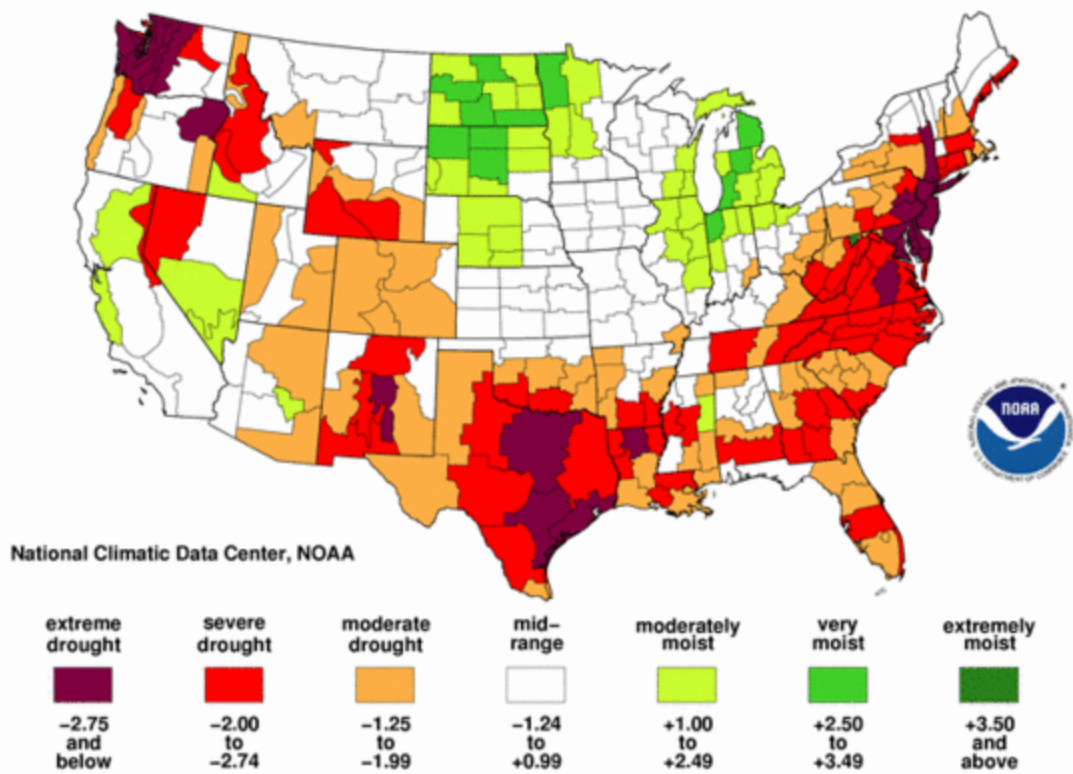 NOAA
National Climatic Data Center, NOAA
extreme
drought
severe
drought
moderate
drought
mid-
range
moderately
moist
very
moist
extremely
moist
−2.75
and
below
−2.00
to
−2.74
−1.25
to
−1.99
−1.24
to
+0.99
+1.00
to
+2.49
+2.50
to
+3.49
+3.50
and
above